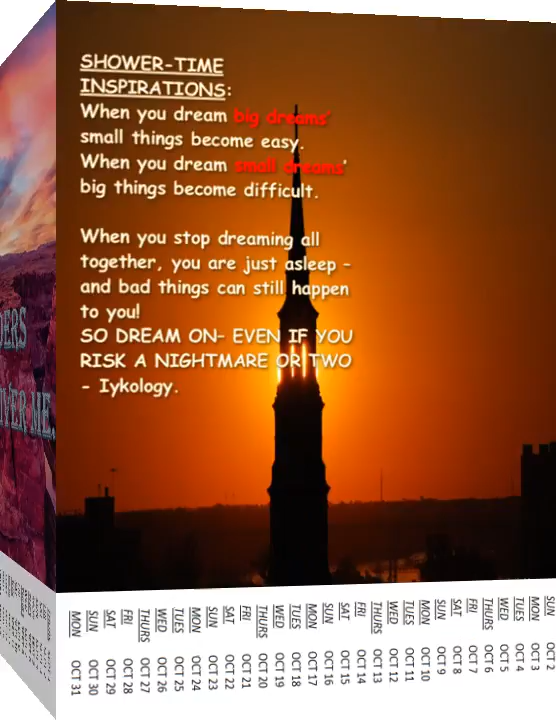 SHOWER-TIME
INSPIRATIONS:
When you dream big dreams'
small things become easy.
When you dream small dreams'
big things become difficult.
When you stop dreaming all
together, you are just asleep –
and bad things can still happen
to you!
SO DREAM ON- EVEN IF YOU
RISK A NIGHTMARE OR TWO
- Iykology.
OVER ME.
MON OCT 31
SUN OCT 30
SAT OCT 29
FRI OCT 28
THURS OCT 27
WED OCT 26
TUES OCT 25
MON OCT 24
SUN OCT 23
SAT OCT 22
FRI OCT 21
THURS OCT 20
WED OCT 19
TUES OCT 18
MON OCT 17
SUN OCT 16
SAT OCT 15
FRI OCT 14
THURS OCT 13
WED OCT 12
TUES OCT 11
MON OCT 10
SUN OCT 9
SAT OCT 8
FRI OCT 7
THURS OCT 6
WED OCT 5
TUES OCT 4
MON OCT 3
SUN OCT 2